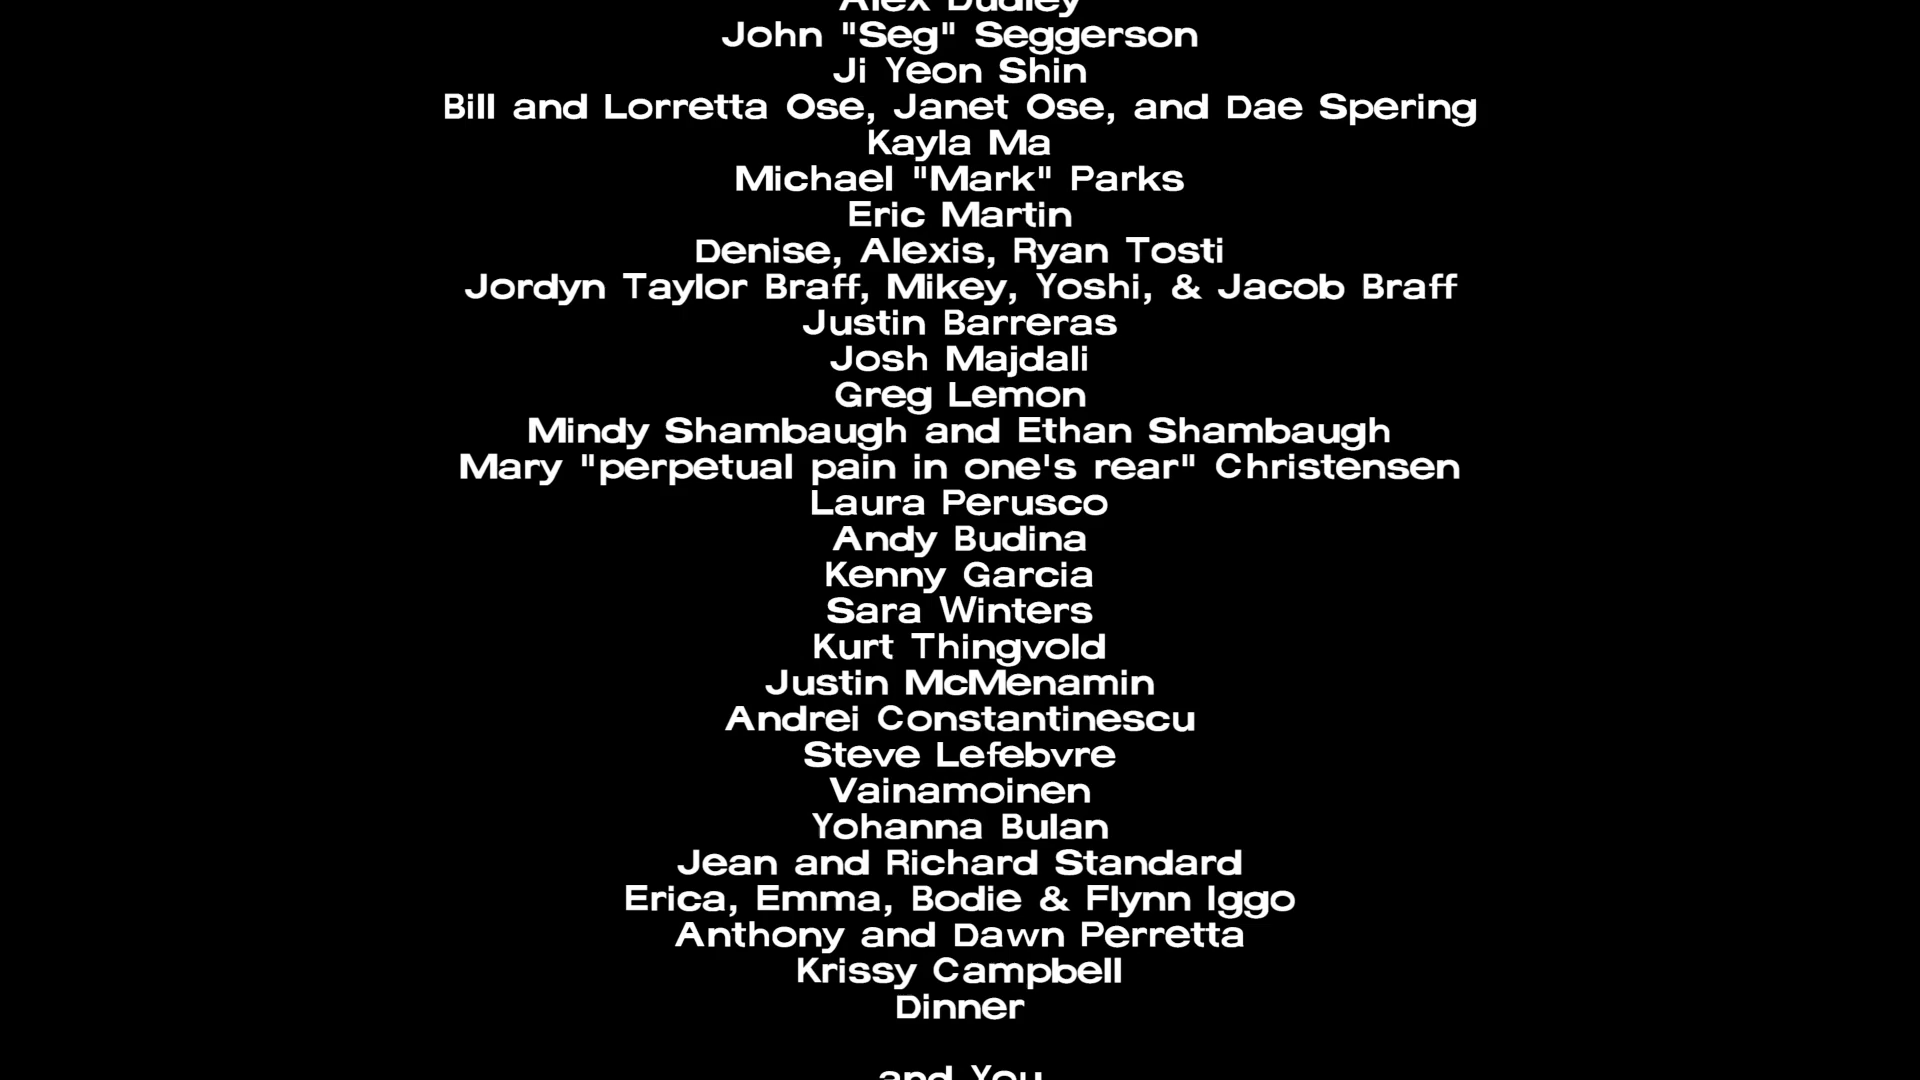 Alex Dudley
John "Seg" Seggerson
Ji Yeon Shin
Bill and Lorretta Ose, Janet Ose, and Dae Spering
Kayla Ma
Michael "Mark" Parks
Eric Martin
Denise, Alexis, Ryan Tosti
Jordyn Taylor Braff, Mikey, Yoshi, & Jacob Braff
Justin Barreras
Josh Majdali
Greg Lemon
Mindy Shambaugh and Ethan Shambaugh
Mary "perpetual pain in one's rear" Christensen
Laura Perusco
Andy Budina
Kenny Garcia
Sara Winters
Kurt Thingvold
Justin McMenamin
Andrei Constantinescu
Steve Lefebvre
Vainamoinen
Yohanna Bulan
Jean and Richard Standard
Erica, Emma, Bodie & Flynn Iggo
Anthony and Dawn Perretta
Krissy Campbell
Dinner
and You